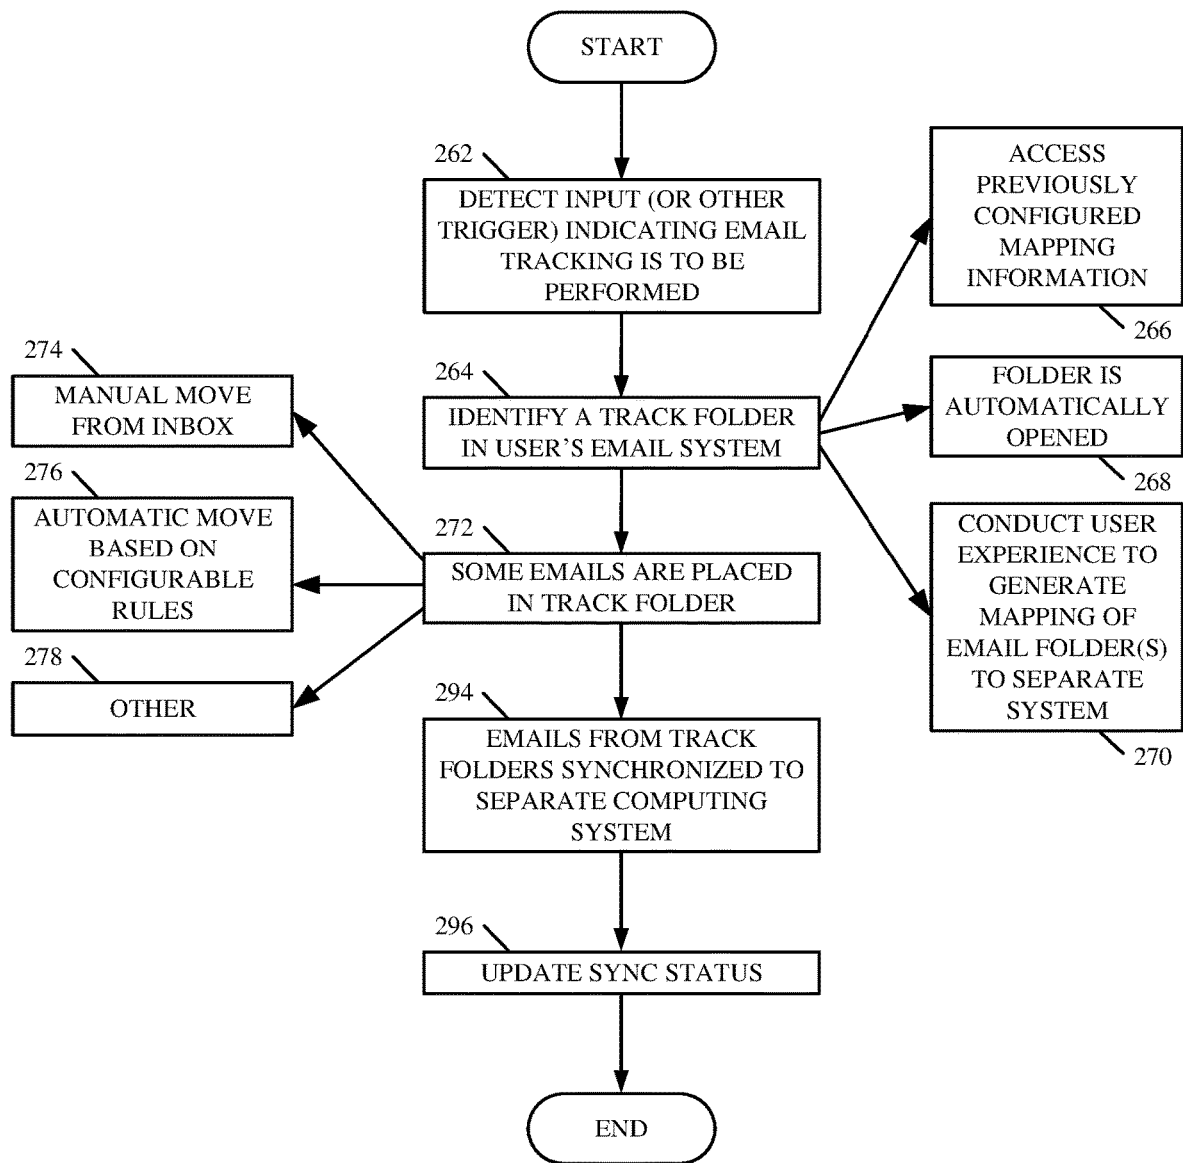 START
262
DETECT INPUT (OR OTHER
TRIGGER) INDICATING EMAIL
TRACKING IS TO BE
PERFORMED
ACCESS
PREVIOUSLY
CONFIGURED
MAPPING
INFORMATION
266
264
IDENTIFY A TRACK FOLDER
IN USER'S EMAIL SYSTEM
FOLDER IS
AUTOMATICALLY
OPENED
268
274
MANUAL MOVE
FROM INBOX
276
AUTOMATIC MOVE
BASED ON
CONFIGURABLE
RULES
272
SOME EMAILS ARE PLACED
IN TRACK FOLDER
CONDUCT USER
EXPERIENCE TO
GENERATE
MAPPING OF
EMAIL FOLDER(S)
TO SEPARATE
SYSTEM
270
278
OTHER
294
EMAILS FROM TRACK
FOLDERS SYNCHRONIZED TO
SEPARATE COMPUTING
SYSTEM
296
UPDATE SYNC STATUS
END